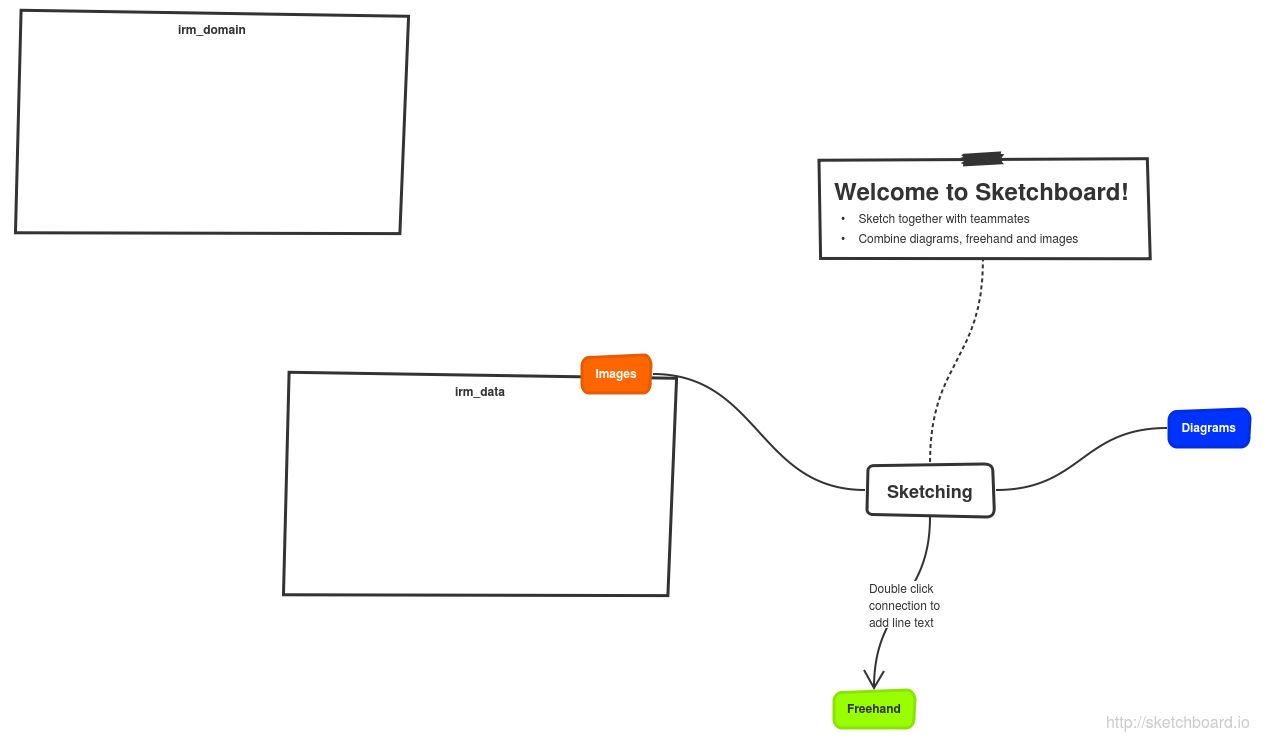 irm_domain
Welcome to Sketchboard!
• Sketch together with teammates
• Combine diagrams, freehand and images
Images
irm_data
Diagrams
Sketching
Double click
connection to
add line text
Freehand
http://sketchboard.io